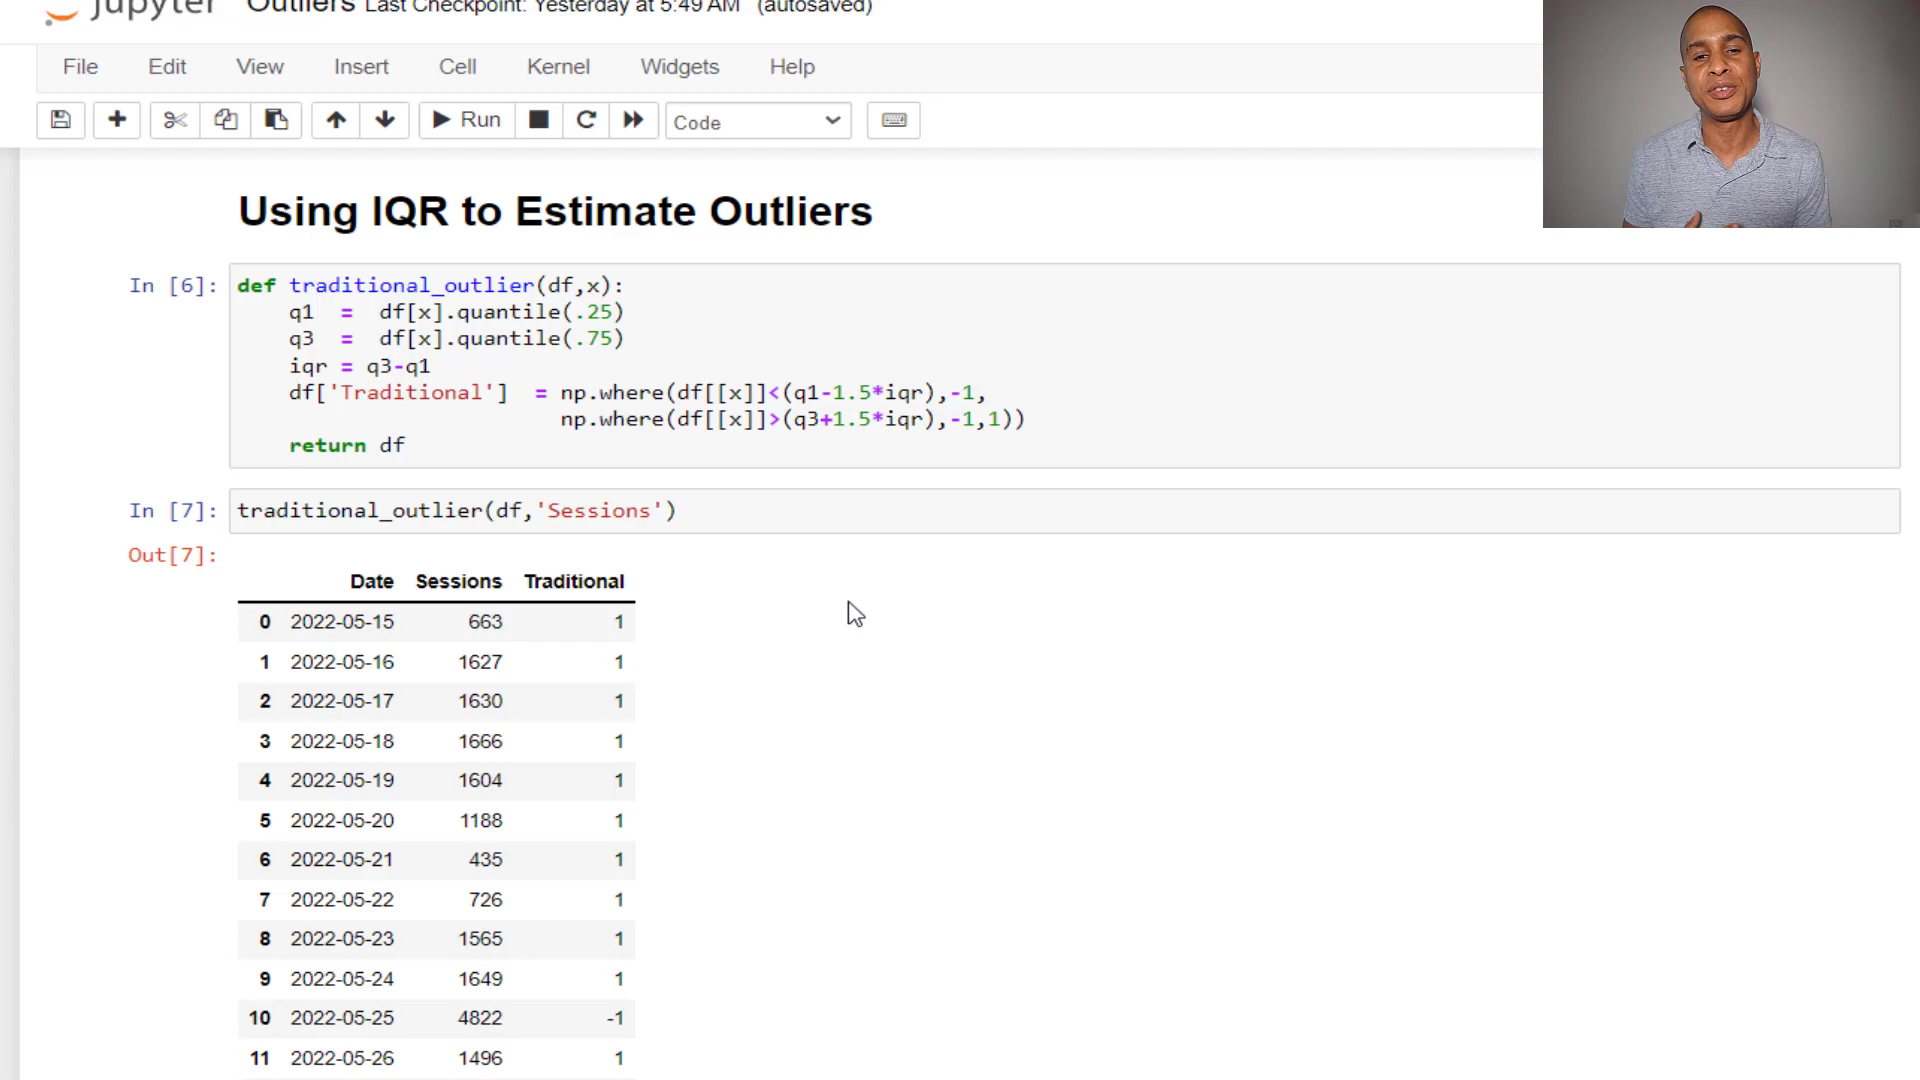 jupyter Outliers Last Checkpoint: Yesterday at 5:49 AM (autosaved)
File Edit View Insert Cell Kernel Widgets Help
Run Code
Using IQR to Estimate Outliers
In [6]: def traditional_outlier(df,x):
q1 = df[x].quantile(.25)
q3 = df[x].quantile(.75)
iqr = q3-q1
df['Traditional'] = np.where(df[[x]]<(q1-1.5*iqr),-1,
np.where(df[[x]]>(q3+1.5*iqr),-1,1))
return df
In [7]: traditional_outlier(df,'Sessions')
Out[7]:
Date Sessions Traditional
0 2022-05-15 663 1
1 2022-05-16 1627 1
2 2022-05-17 1630 1
3 2022-05-18 1666 1
4 2022-05-19 1604 1
5 2022-05-20 1188 1
6 2022-05-21 435 1
7 2022-05-22 726 1
8 2022-05-23 1565 1
9 2022-05-24 1649 1
10 2022-05-25 4822 -1
11 2022-05-26 1496 1